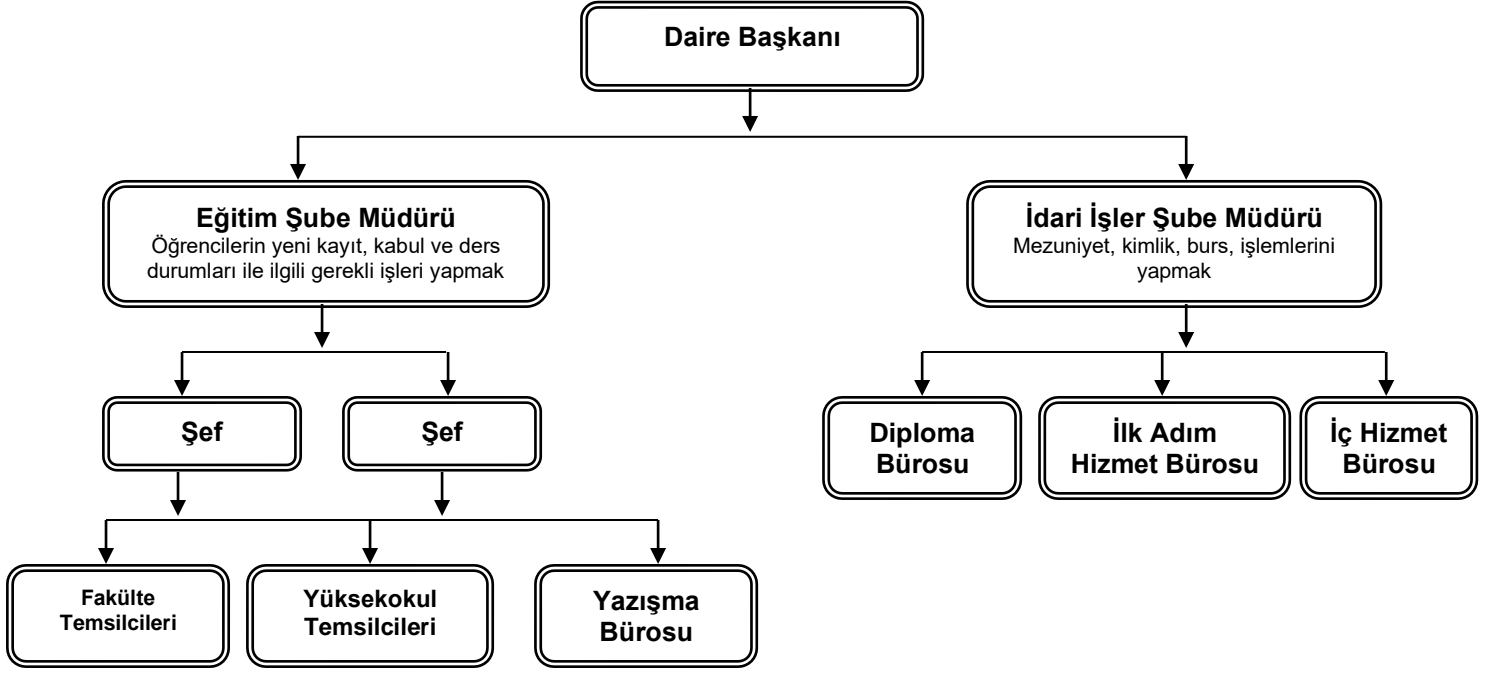 Daire Başkanı
Eğitim Şube Müdürü
Öğrencilerin yeni kayıt, kabul ve ders
durumları ile ilgili gerekli işleri yapmak
İdari İşler Şube Müdürü
Mezuniyet, kimlik, burs, işlemlerini
yapmak
Şef
Şef
Diploma
Bürosu
İlk Adım
Hizmet Bürosu
İç Hizmet
Bürosu
Fakülte
Temsilcileri
Yüksekokul
Temsilcileri
Yazışma
Bürosu